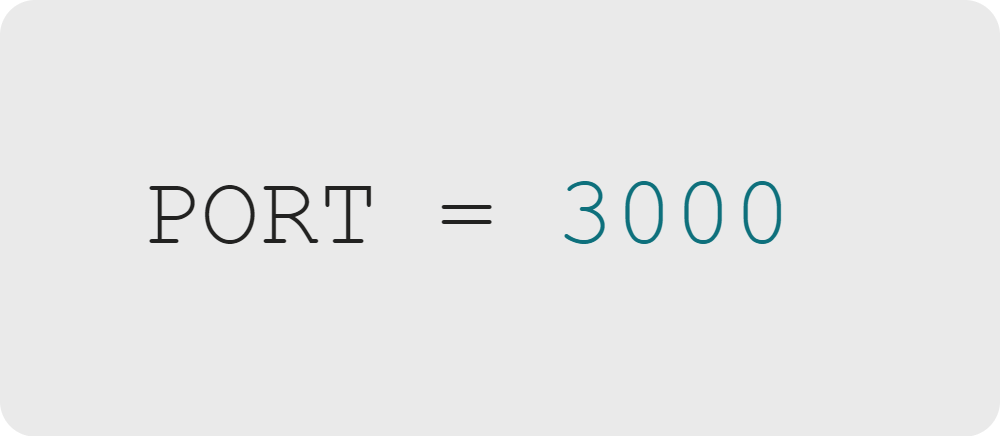 PORT = 3000